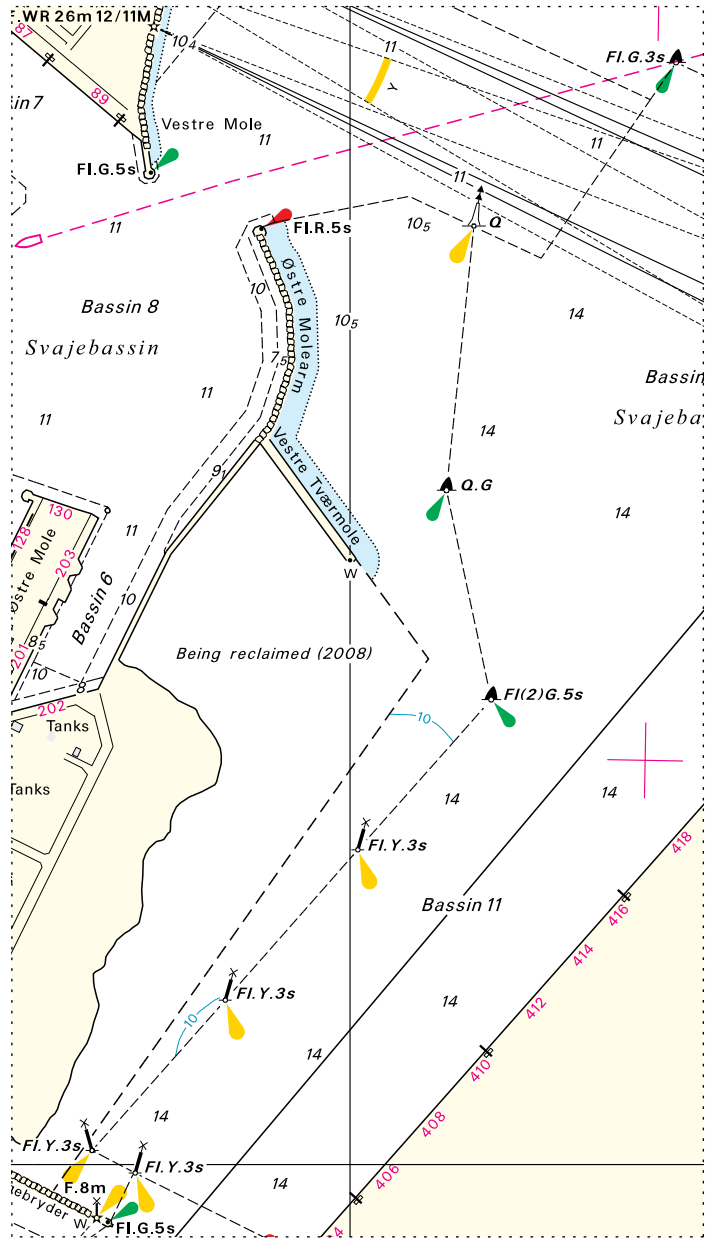 F.WR 26m 12/11M
87
10₄
11
Y
Fl.G.3s
89
in 7
Vestre Mole
11
11
11
Fl.G.5s
11
Fl.R.5s
10₅
Q
10
Østre Molearm
Bassin 8
10₅
14
Svajebassin
7₅
Bassin
11
11
Svajeba
14
Vestre Tværmole
9₁
Q.G
14
130
11
128
Østre Mole
203
W
10
Bassin 6
8₅
201
Being reclaimed (2008)
10
8
202
Fl(2)G.5s
Tanks
10
Tanks
14
14
Fl.Y.3s
418
Bassin 11
416
414
Fl.Y.3s
14
412
10
14
410
14
408
Fl.Y.3s
Fl.Y.3s
406
F.8m
14
ebryder
W
Fl.G.5s